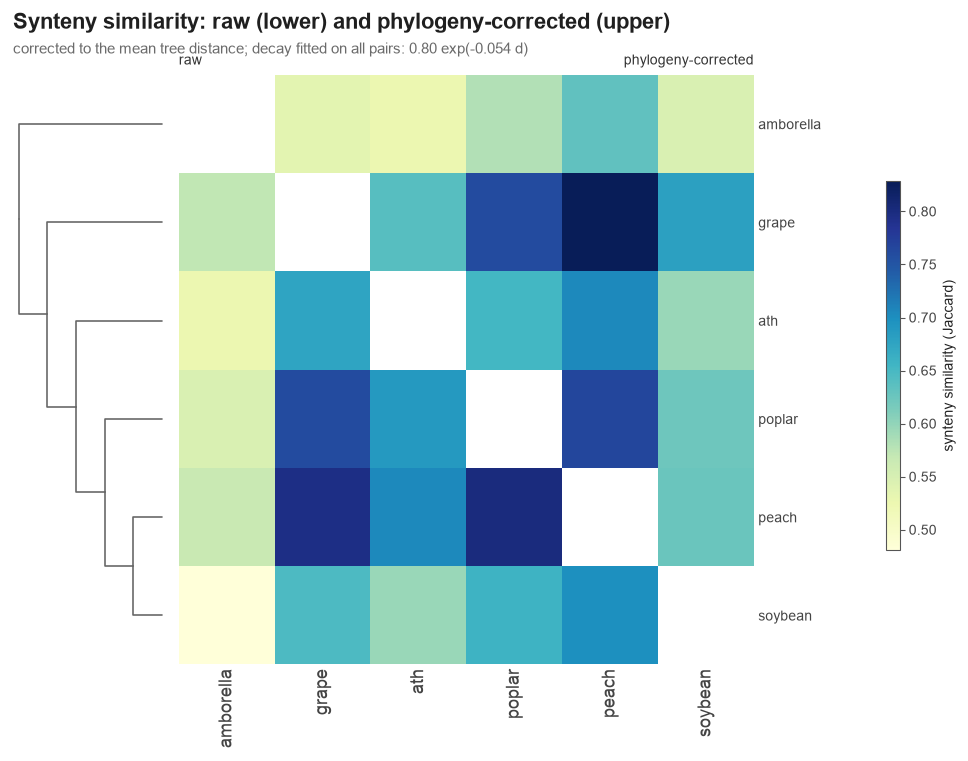 Synteny similarity: raw (lower) and phylogeny-corrected (upper)
corrected to the mean tree distance; decay fitted on all pairs: 0.80 exp(-0.054 d)
raw
phylogeny-corrected
amborella
grape
ath
poplar
peach
soybean
0.80
0.75
0.70
0.65
0.60
0.55
0.50
synteny similarity (Jaccard)
amborella
grape
ath
poplar
peach
soybean